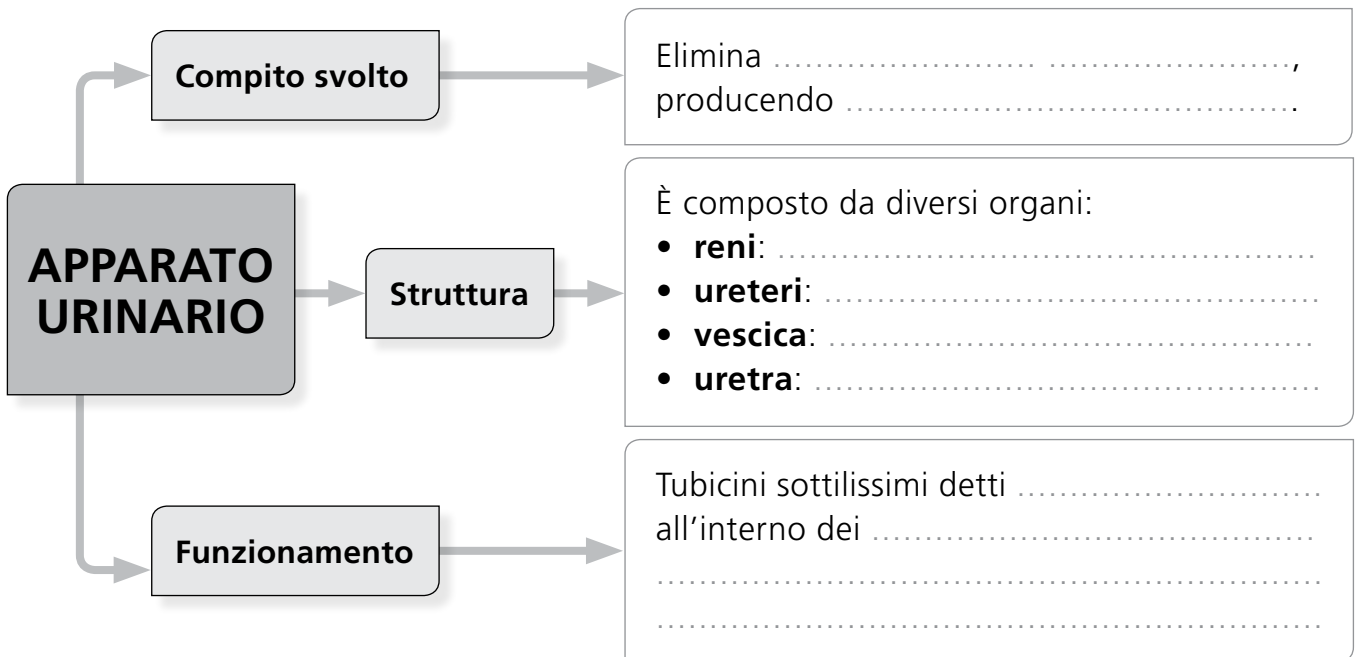 Compito svolto
Elimina ......................... .......................,
producendo ...........................................
APPARATO
URINARIO
Struttura
È composto da diversi organi:
• reni: ....................................................
• ureteri: ................................................
• vescica: ...............................................
• uretra: .................................................
Funzionamento
Tubicini sottilissimi detti .............................
all’interno dei ..........................................
................................................................
................................................................